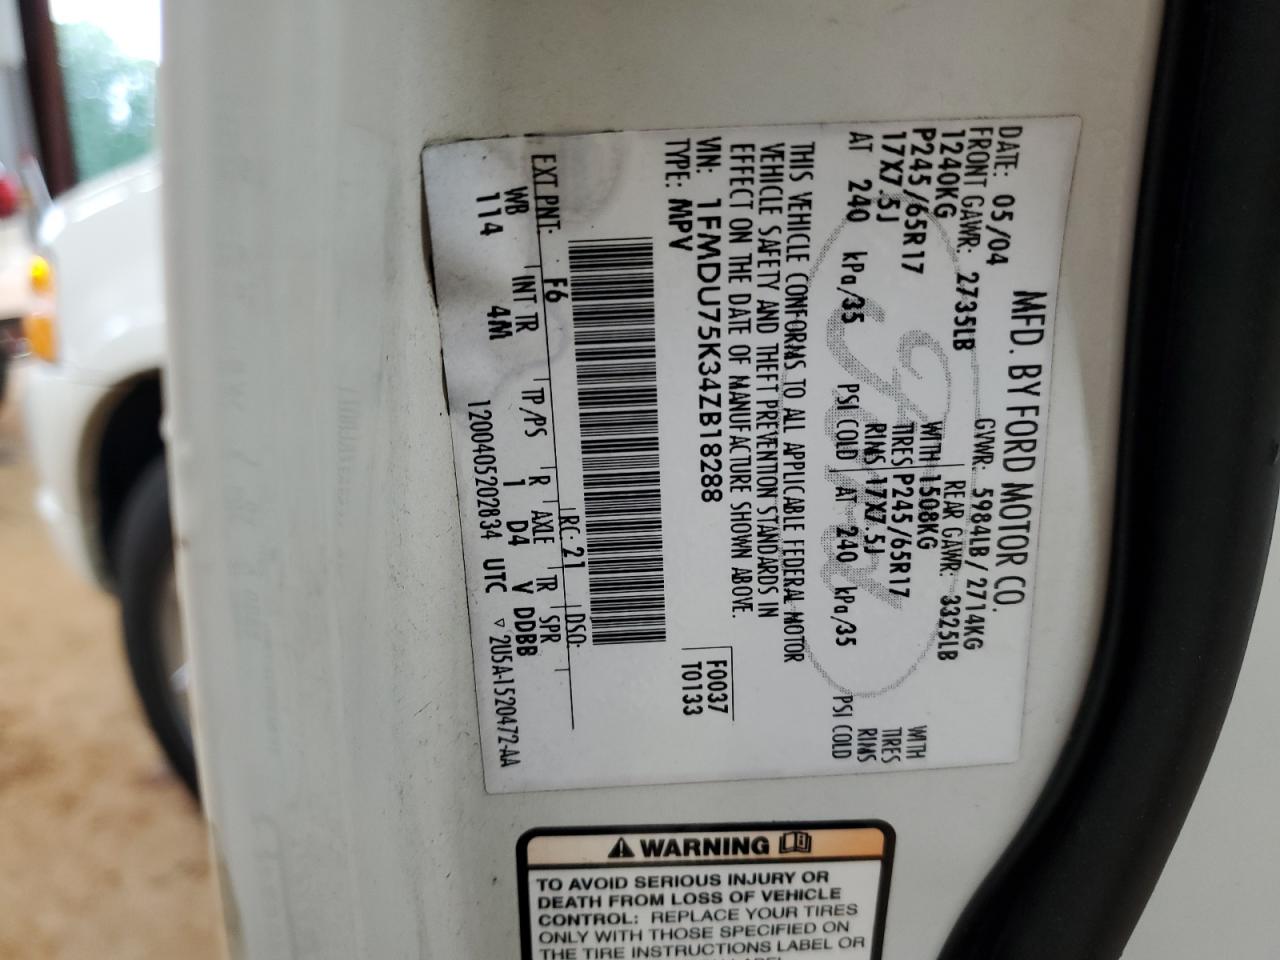 MFD. BY FORD MOTOR CO.
DATE: 05/04 GVWR: 5984LB/2714KG
FRONT GAWR: 2735LB REAR GAWR: 3325LB
1240KG WITH 1508KG WITH
P245/65R17 TIRES P245/65R17 TIRES
17X7.5J RIMS 17X7.5J RIMS
AT 240 kPa/35 PSI COLD AT 240 kPa/35 PSI COLD
THIS VEHICLE CONFORMS TO ALL APPLICABLE FEDERAL MOTOR
VEHICLE SAFETY AND THEFT PREVENTION STANDARDS IN
EFFECT ON THE DATE OF MANUFACTURE SHOWN ABOVE.
VIN: 1FMDU75K34ZB18288 F0037
TYPE: MPV T0133
EXT PNT: F6 RC: 21 DSO:
WB INT TR TP/PS R AXLE TR SPR
114 4M 1 D4 V DDBB
1200405202834 UTC ▽ 2U5A-1520472-AA
WARNING
TO AVOID SERIOUS INJURY OR
DEATH FROM LOSS OF VEHICLE
CONTROL: REPLACE YOUR TIRES
ONLY WITH THOSE SPECIFIED ON
THE TIRE INSTRUCTIONS LABEL OR